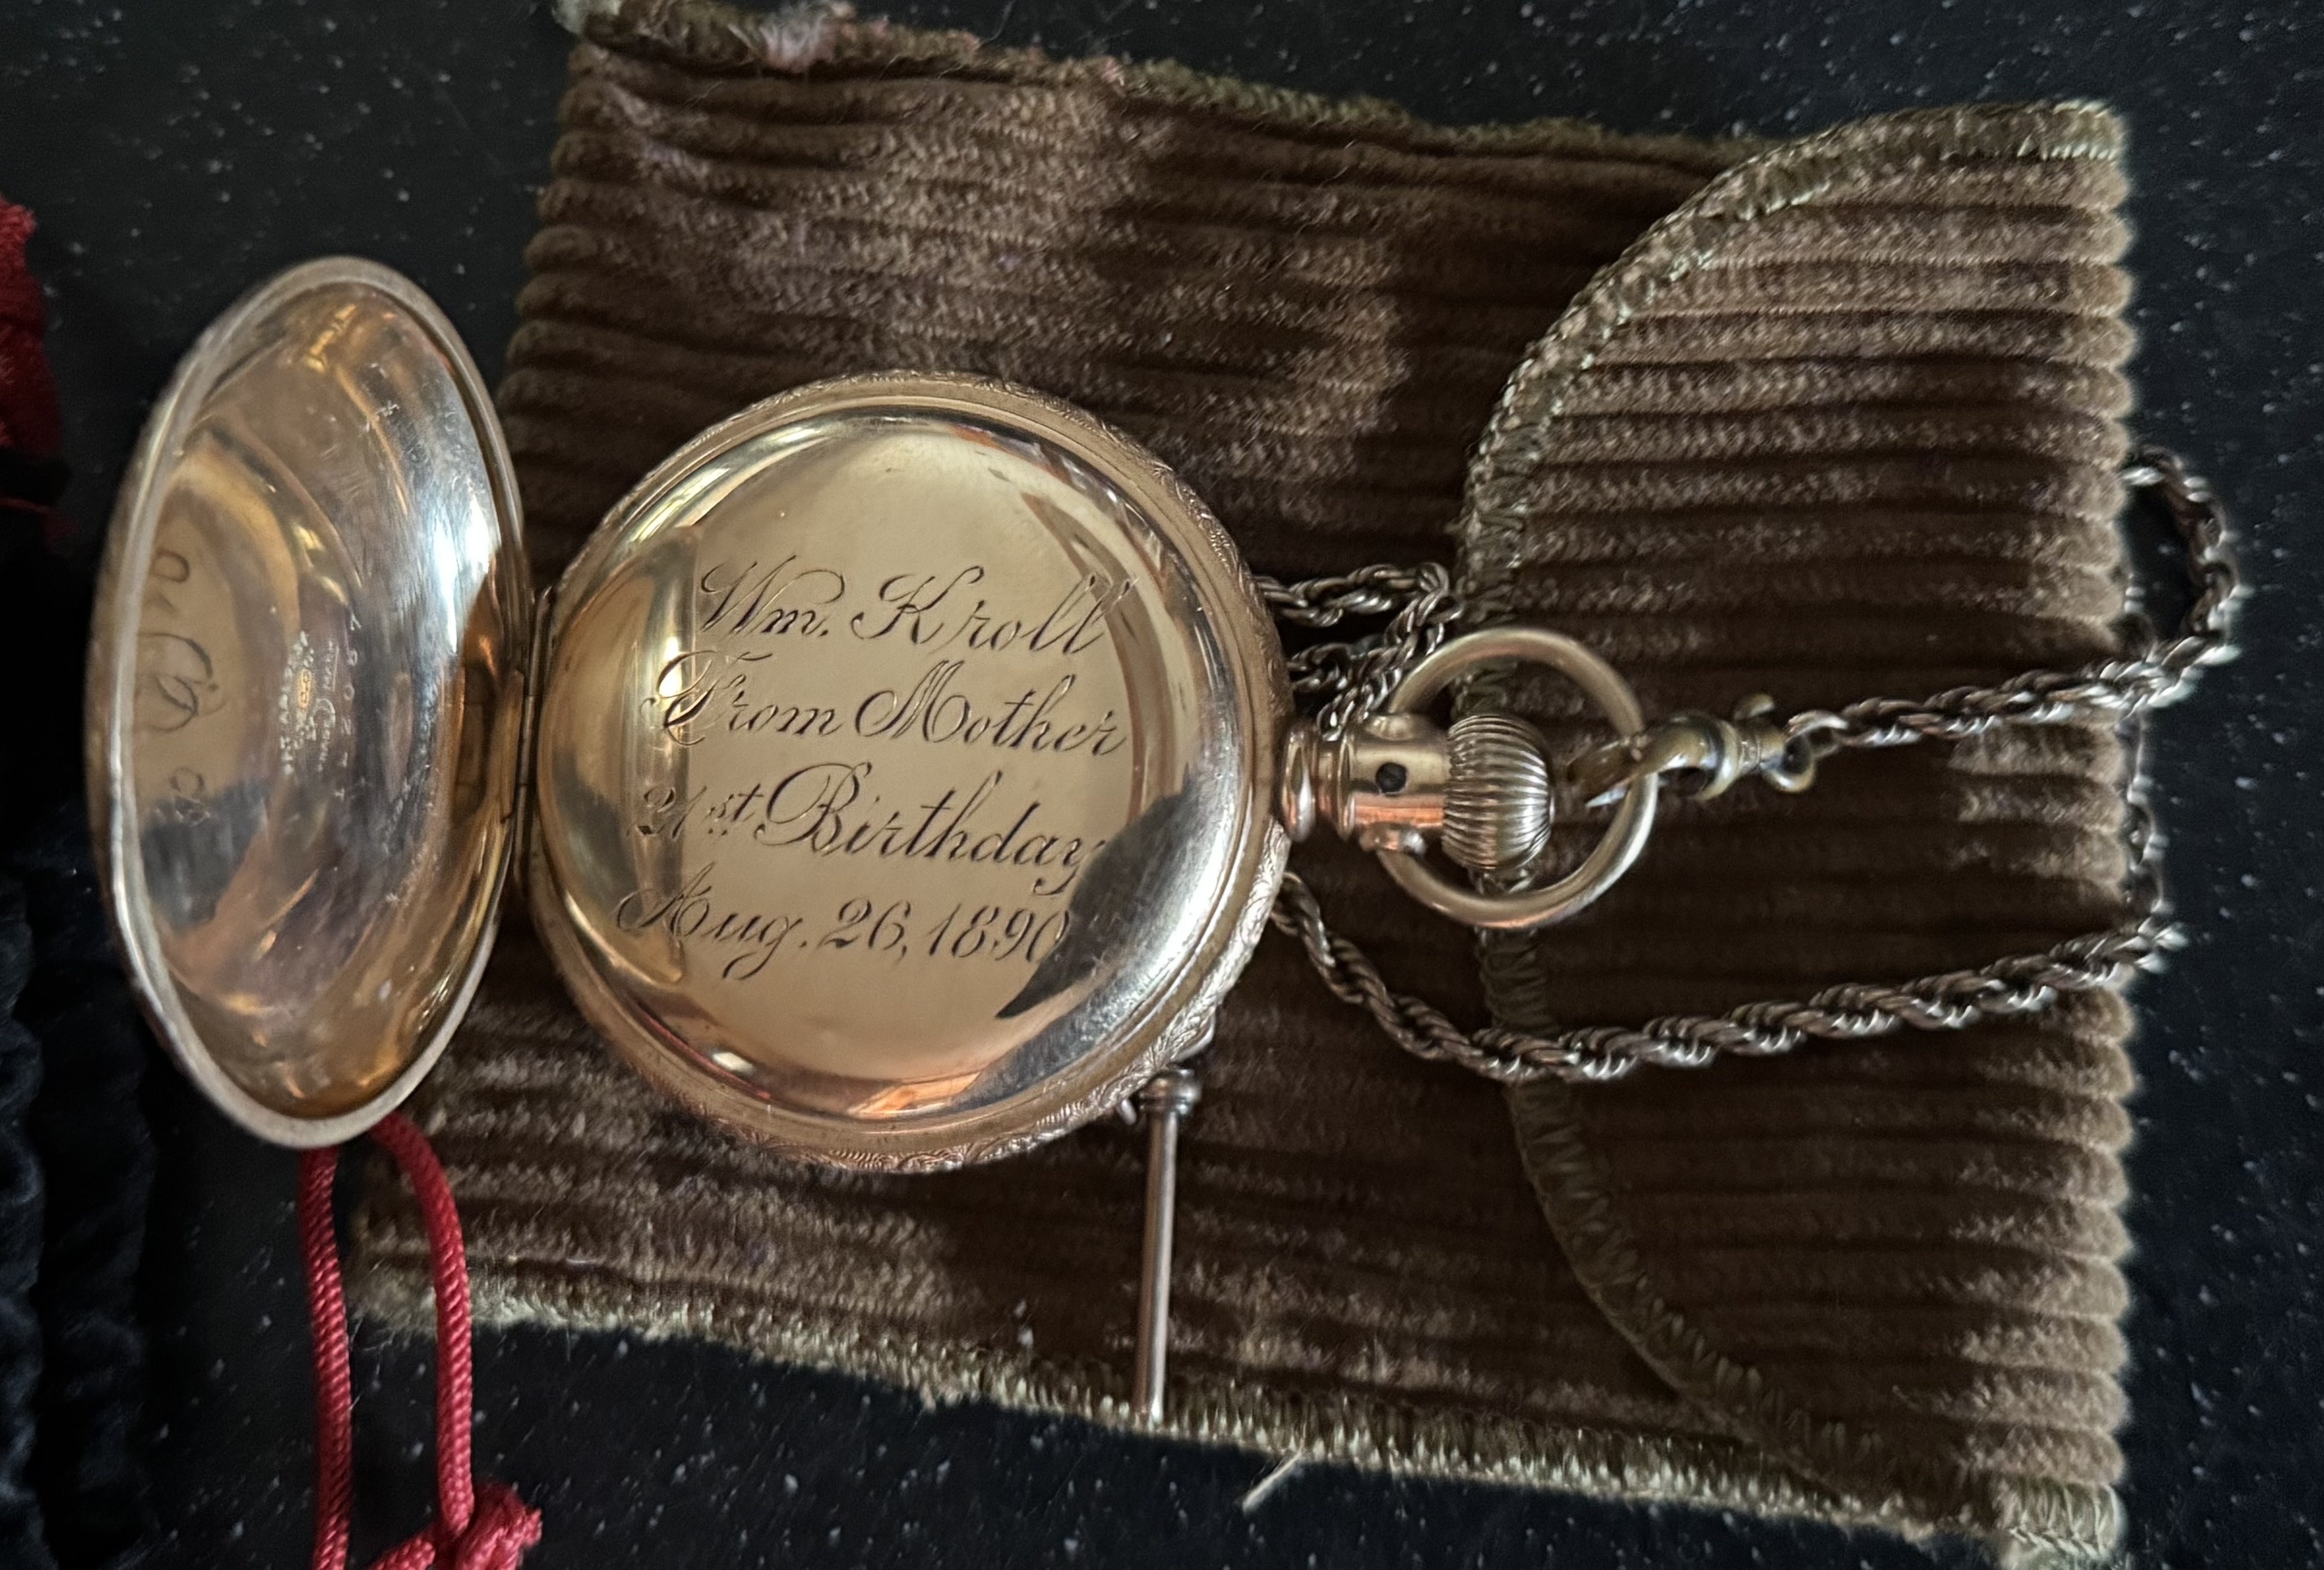 Wm. Kroll
From Mother
21st Birthday
Aug. 26, 1890